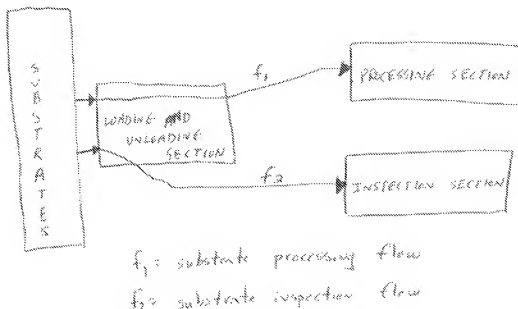 SUBSTRATES
LOADING AND
UNLOADING
SECTION
f₁
PROCESSING SECTION
f2
INSPECTION SECTION
f₁ = substrate processing flow
f2 = substrate inspection flow